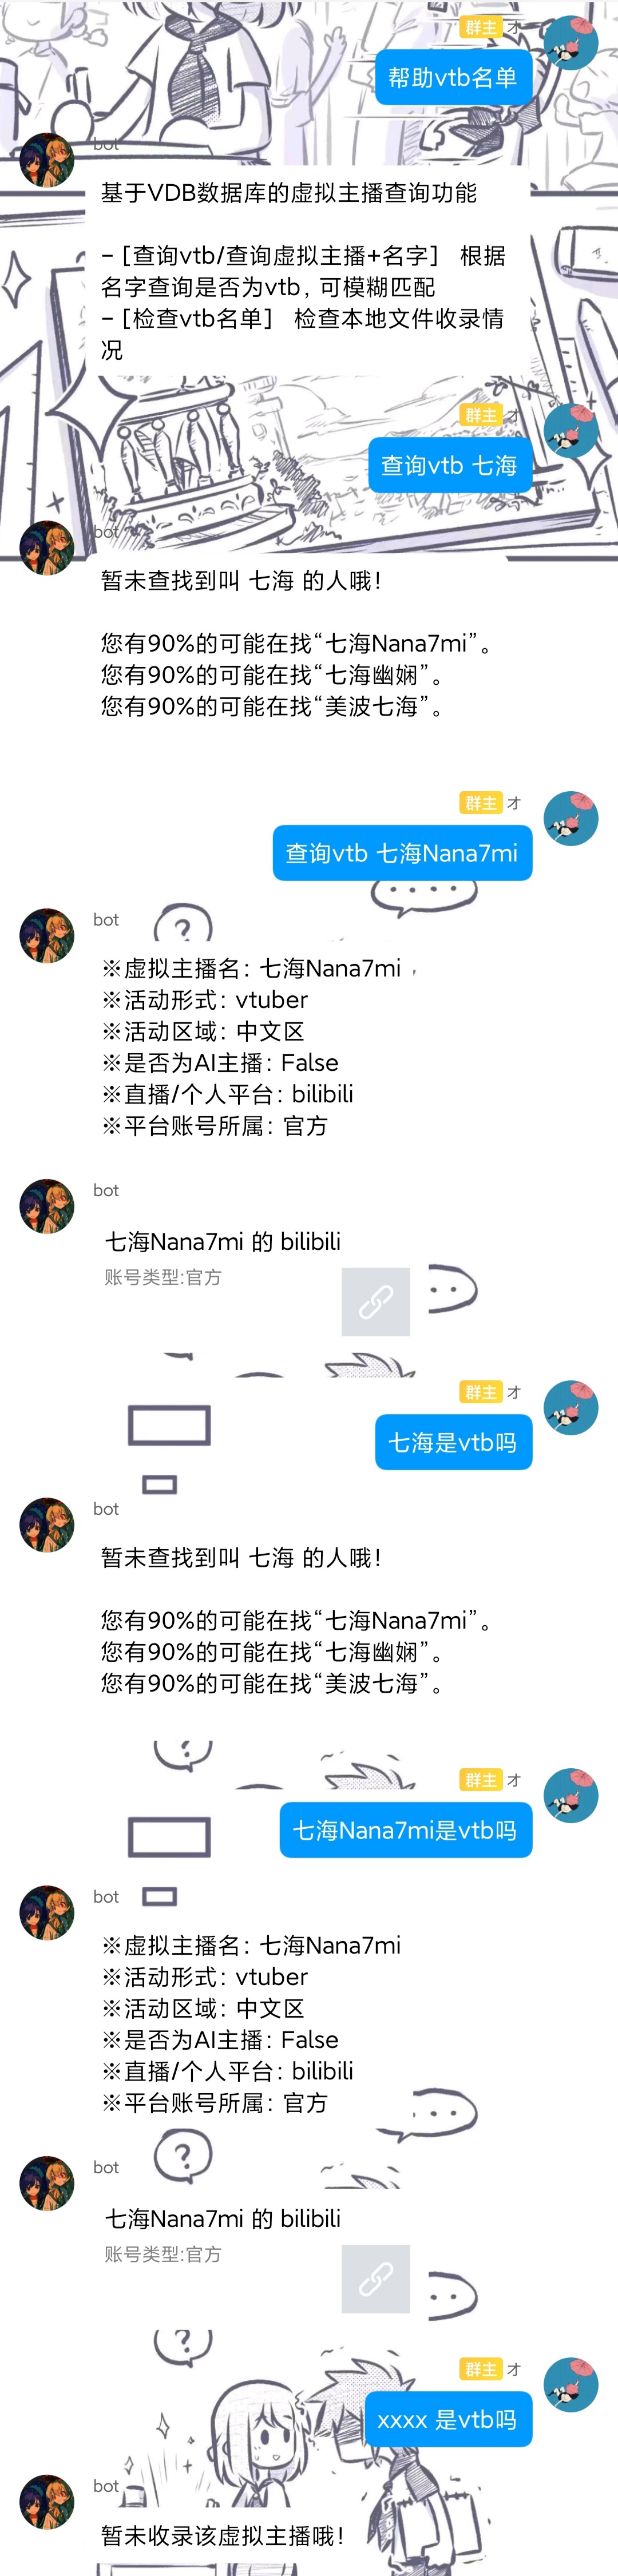 群主 才
帮助vtb名单
bot
基于VDB数据库的虚拟主播查询功能
- [查询vtb/查询虚拟主播+名字] 根据
名字查询是否为vtb, 可模糊匹配
- [检查vtb名单] 检查本地文件收录情
况
群主 才
查询vtb 七海
bot
暂未查找到叫 七海 的人哦!
您有90%的可能在找“七海Nana7mi”。
您有90%的可能在找“七海幽娴”。
您有90%的可能在找“美波七海”。
群主 才
查询vtb 七海Nana7mi
bot
?
※虚拟主播名: 七海Nana7mi
※活动形式: vtuber
※活动区域: 中文区
※是否为AI主播: False
※直播/个人平台: bilibili
※平台账号所属: 官方
bot
七海Nana7mi 的 bilibili
账号类型:官方
群主 才
七海是vtb吗
bot
暂未查找到叫 七海 的人哦!
您有90%的可能在找“七海Nana7mi”。
您有90%的可能在找“七海幽娴”。
您有90%的可能在找“美波七海”。
?
群主 才
七海Nana7mi是vtb吗
bot
※虚拟主播名: 七海Nana7mi
※活动形式: vtuber
※活动区域: 中文区
※是否为AI主播: False
※直播/个人平台: bilibili
※平台账号所属: 官方
bot
?
七海Nana7mi 的 bilibili
账号类型:官方
?
群主 才
xxxx 是vtb吗
bot
暂未收录该虚拟主播哦!